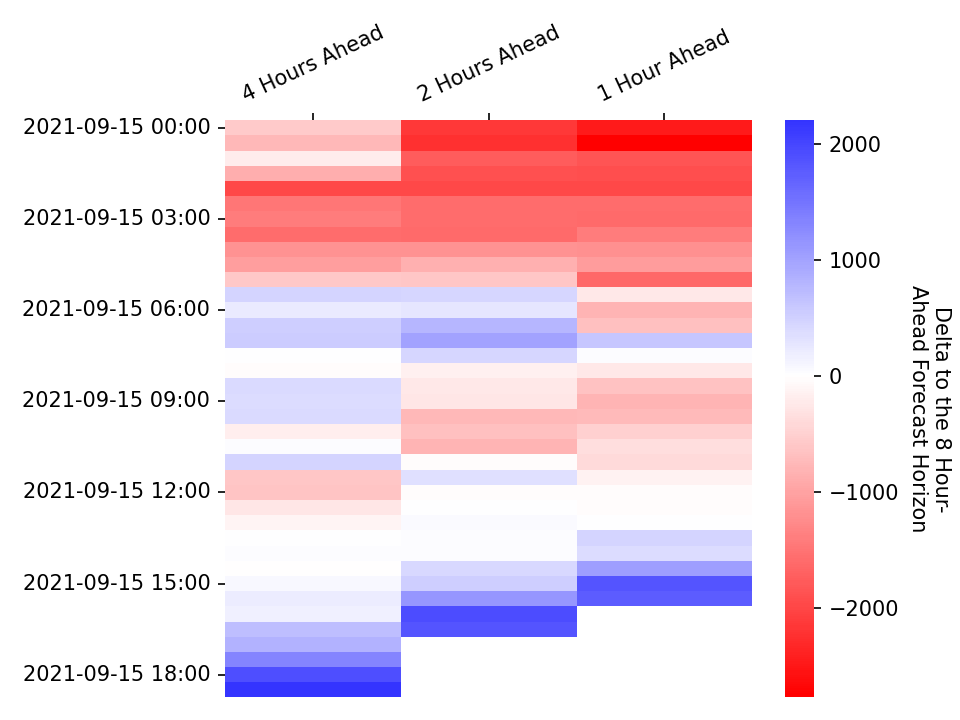 4 Hours Ahead
2 Hours Ahead
1 Hour Ahead
2021-09-15 00:00
2021-09-15 03:00
2021-09-15 06:00
2021-09-15 09:00
2021-09-15 12:00
2021-09-15 15:00
2021-09-15 18:00
2000
1000
0
−1000
−2000
Delta to the 8 Hour-
Ahead Forecast Horizon